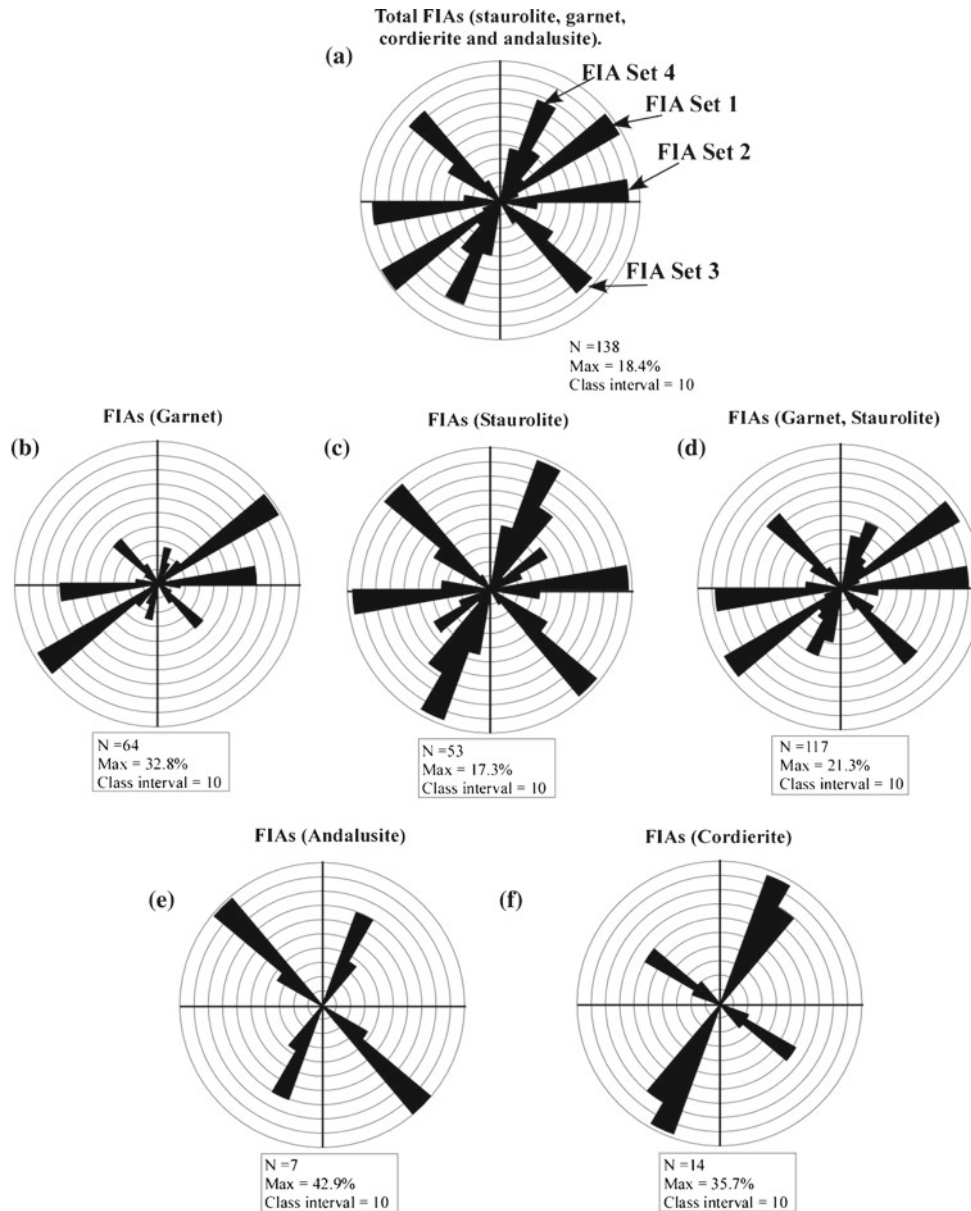 Total FIAs (staurolite, garnet,
cordierite and andalusite).
(a)
FIA Set 4
FIA Set 1
FIA Set 2
FIA Set 3
N =138
Max = 18.4%
Class interval = 10
FIAs (Garnet)
(b)
N =64
Max = 32.8%
Class interval = 10
FIAs (Staurolite)
(c)
N =53
Max = 17.3%
Class interval = 10
FIAs (Garnet, Staurolite)
(d)
N =117
Max = 21.3%
Class interval = 10
FIAs (Andalusite)
(e)
N =7
Max = 42.9%
Class interval = 10
FIAs (Cordierite)
(f)
N =14
Max = 35.7%
Class interval = 10